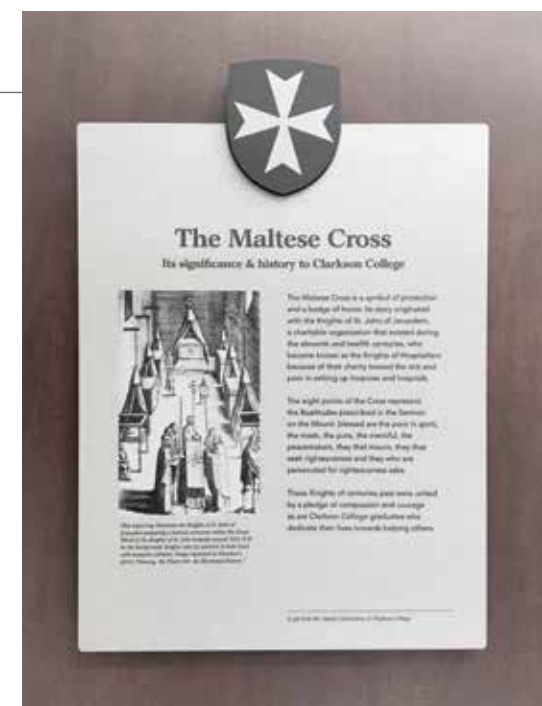 The Maltese Cross
Its significance & history to Clarkson College
The Maltese Cross is a symbol of protection
and a badge of honor. Its story originated
with the Knights of St. John of Jerusalem,
a charitable organization that existed during
the eleventh and twelfth centuries, who
became known as the Knights of Hospitallers
because of their charity toward the sick and
poor in setting up hospices and hospitals.
The eight points of the Cross represent
the Beatitudes prescribed in the Sermon
on the Mount: blessed are the poor in spirit,
the meek, the pure, the merciful, the
peacemakers, they that mourn, they that
seek righteousness and they who are
persecuted for righteousness sake.
These Knights of centuries past were united
by a pledge of compassion and courage
as are Clarkson College graduates who
dedicate their lives towards helping others.